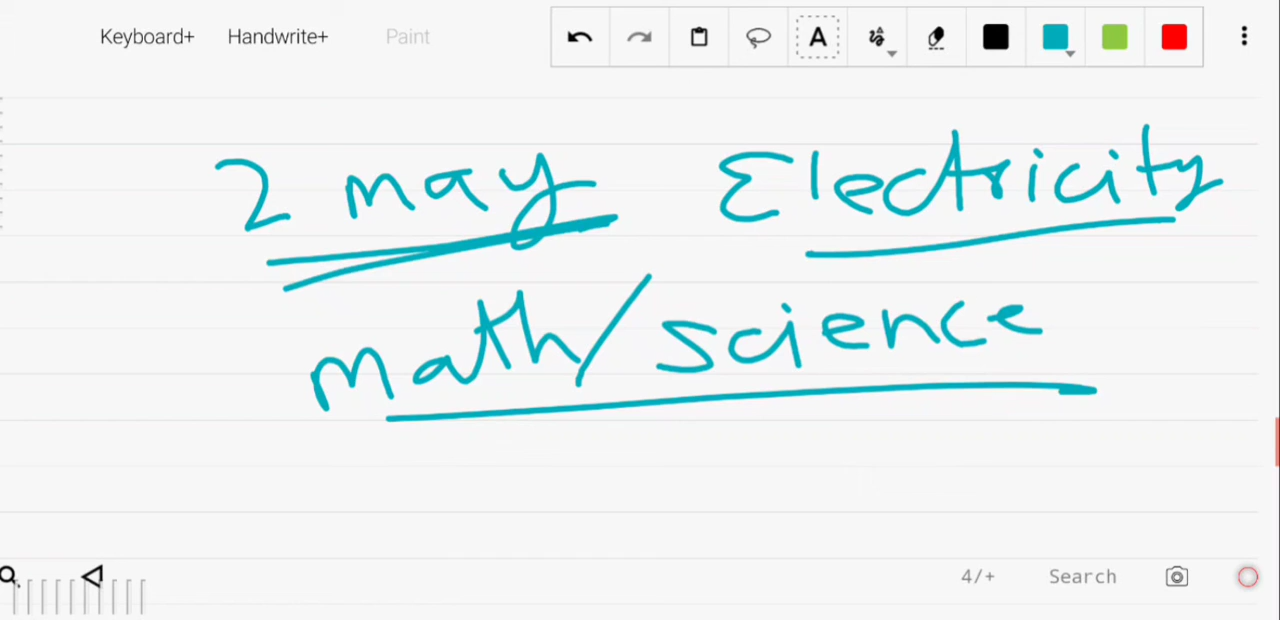 Keyboard+ Handwrite+ Paint A
2 may Electricity
math/science
4/+ Search